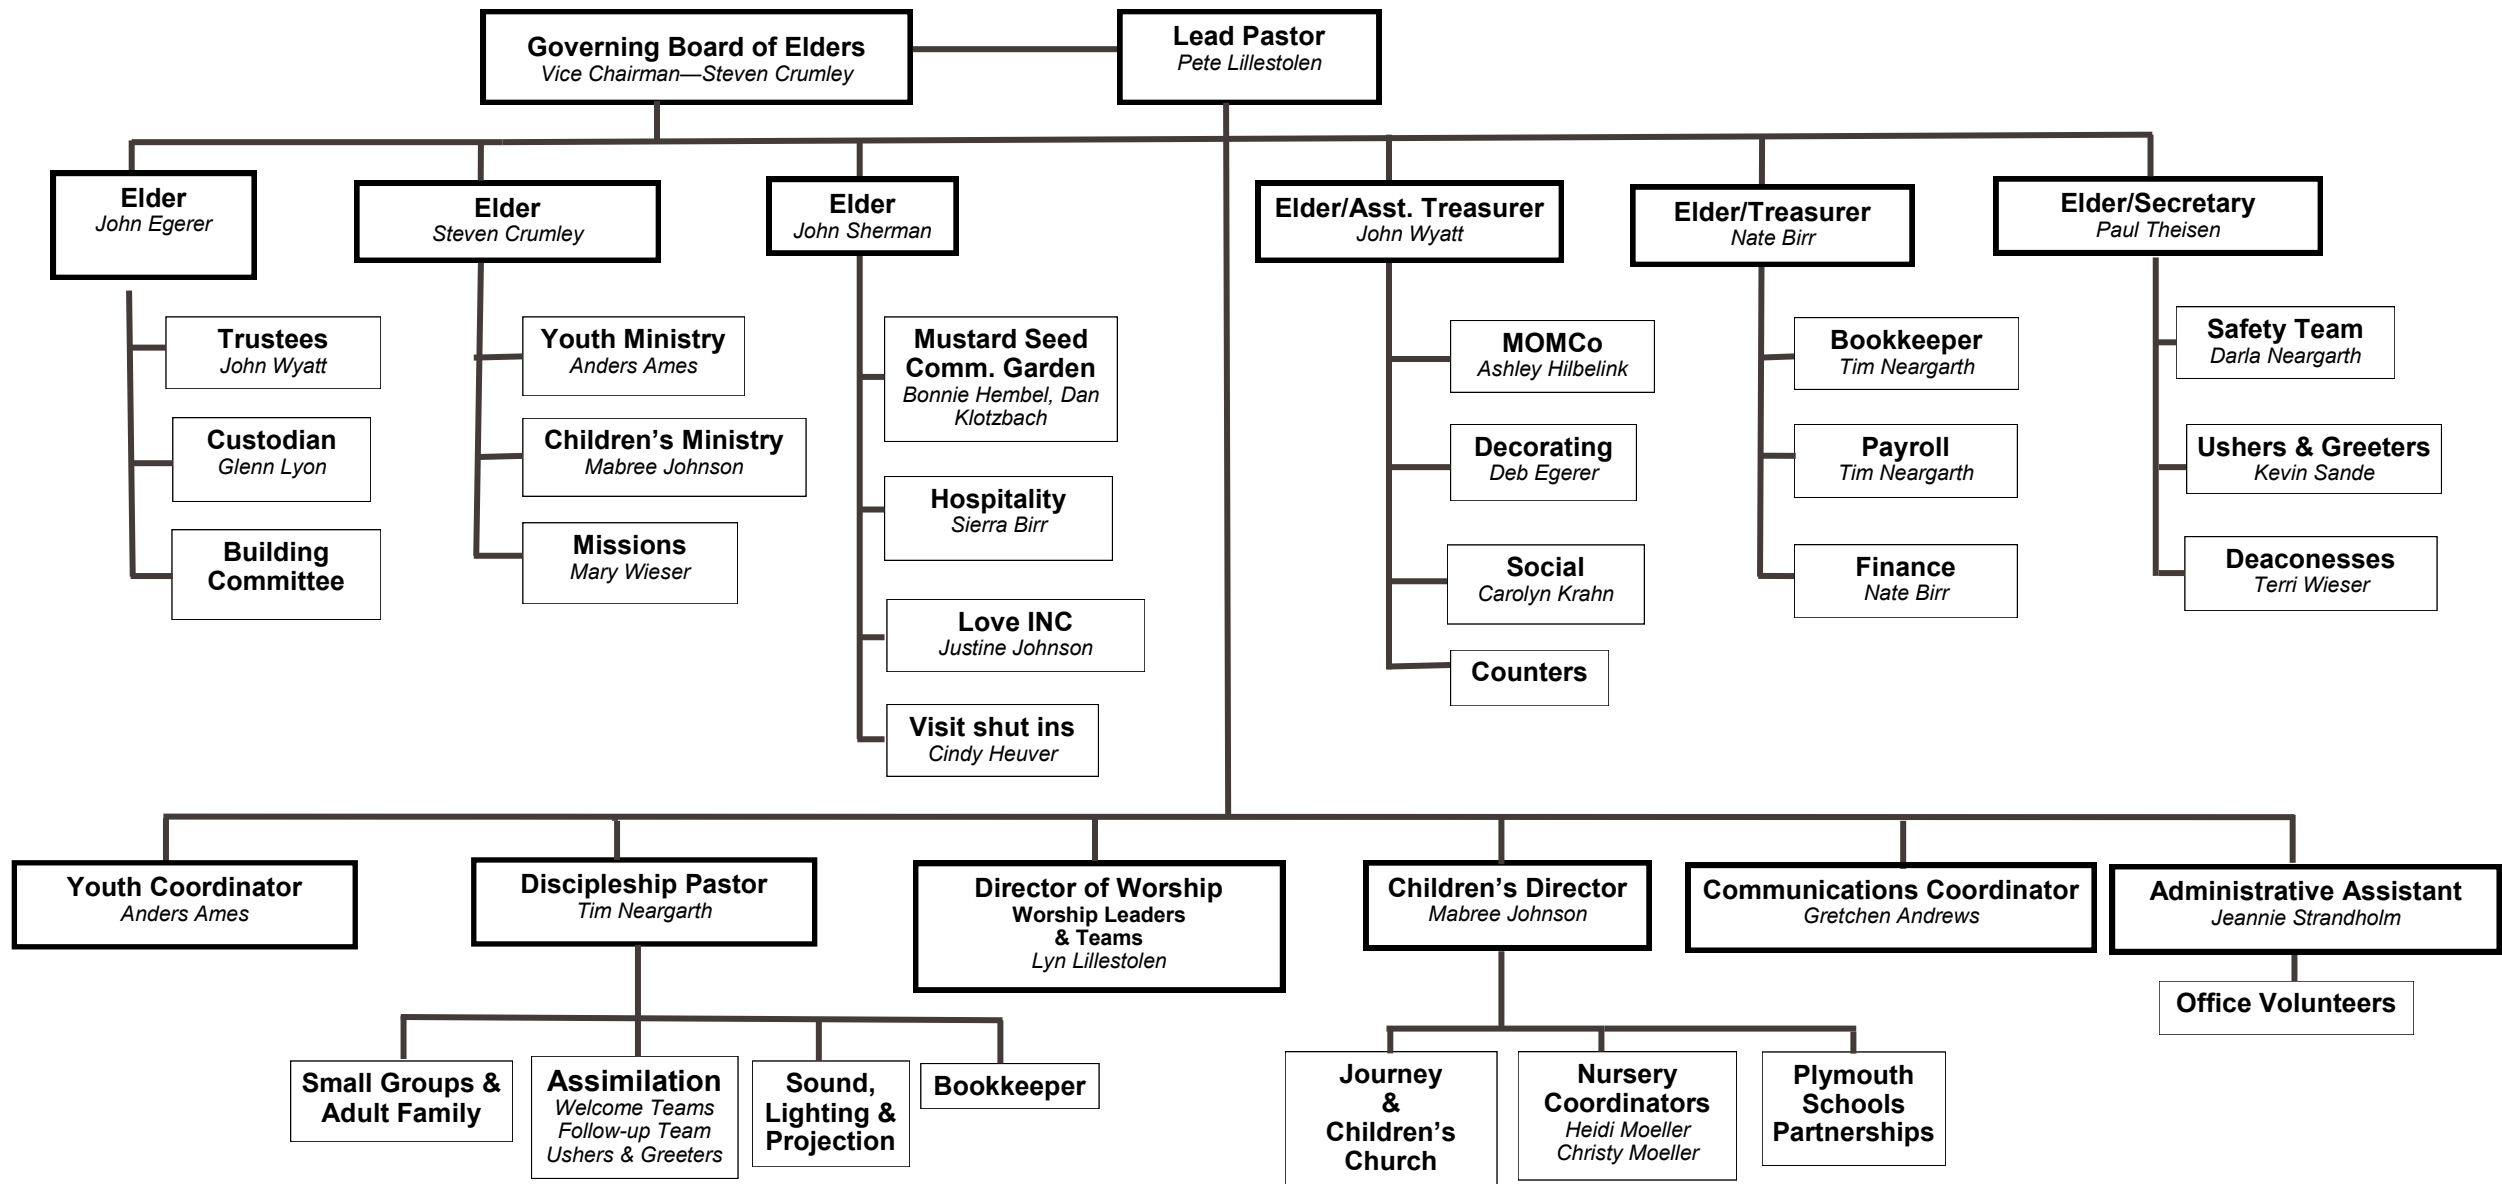 Governing Board of Elders
Vice Chairman—Steven Crumley
Lead Pastor
Pete Lillestolen
Elder
John Egerer
Elder
Steven Crumley
Elder
John Sherman
Elder/Asst. Treasurer
John Wyatt
Elder/Treasurer
Nate Birr
Elder/Secretary
Paul Theisen
Trustees
John Wyatt
Custodian
Glenn Lyon
Building
Committee
Youth Ministry
Anders Ames
Children’s Ministry
Mabree Johnson
Missions
Mary Wieser
Mustard Seed
Comm. Garden
Bonnie Hembel, Dan
Klotzbach
Hospitality
Sierra Birr
Love INC
Justine Johnson
Visit shut ins
Cindy Heuver
MOMCo
Ashley Hilbelink
Decorating
Deb Egerer
Social
Carolyn Krahn
Counters
Bookkeeper
Tim Neargarth
Payroll
Tim Neargarth
Finance
Nate Birr
Safety Team
Darla Neargarth
Ushers & Greeters
Kevin Sande
Deaconesses
Terri Wieser
Youth Coordinator
Anders Ames
Discipleship Pastor
Tim Neargarth
Director of Worship
Worship Leaders
& Teams
Lyn Lillestolen
Children’s Director
Mabree Johnson
Communications Coordinator
Gretchen Andrews
Administrative Assistant
Jeannie Strandholm
Small Groups &
Adult Family
Assimilation
Welcome Teams
Follow-up Team
Ushers & Greeters
Sound,
Lighting &
Projection
Bookkeeper
Journey
&
Children’s
Church
Nursery
Coordinators
Heidi Moeller
Christy Moeller
Plymouth
Schools
Partnerships
Office Volunteers